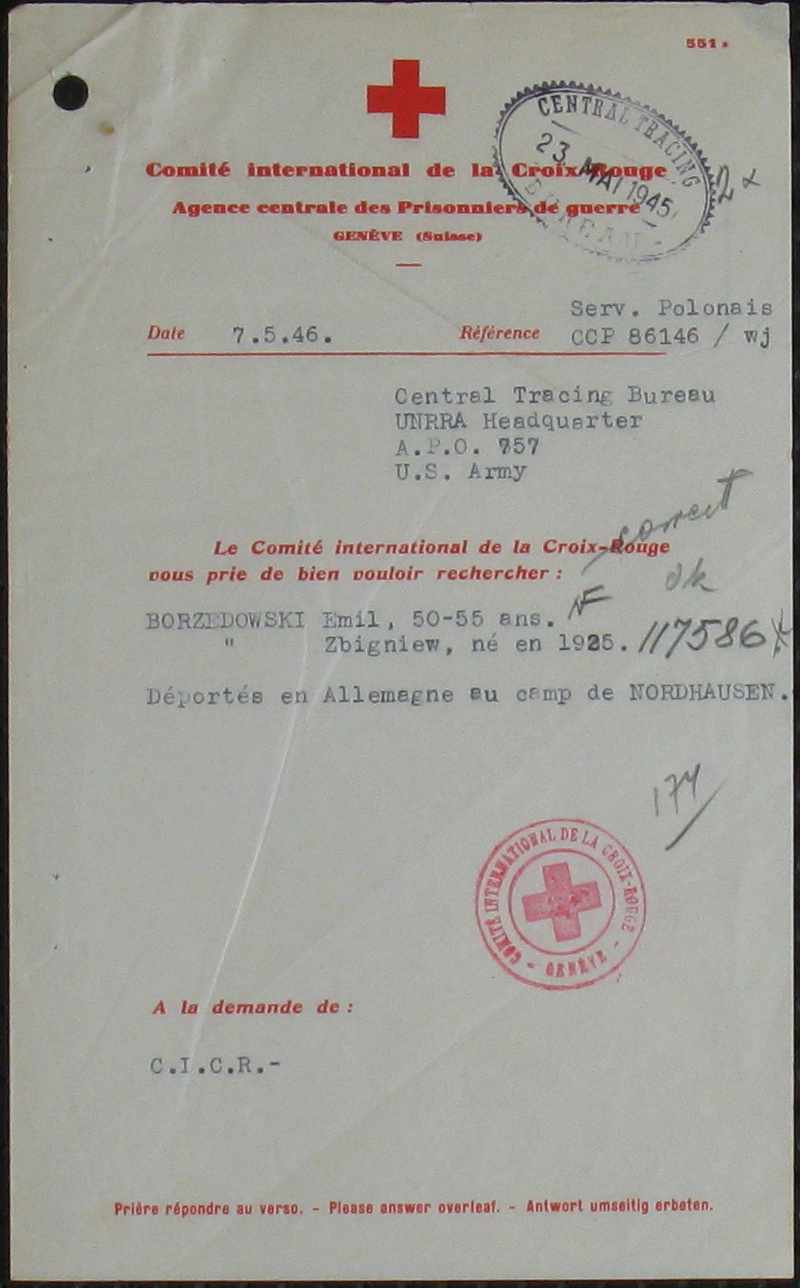 551
CENTRAL TRACING
23 MAI 1945
BUREAU
2x
Comité international de la Croix-Rouge
Agence centrale des Prisonniers de guerre
GENÈVE (Suisse)
Serv. Polonais
Date 7.5.46. Référence CCP 86146 / wj
Central Tracing Bureau
UNRRA Headquarter
A.P.O. 757
U.S. Army
correct
Le Comité international de la Croix-Rouge
vous prie de bien vouloir rechercher :
ok
BORZEDOWSKI Emil, 50-55 ans. NF
" Zbigniew, né en 1925. 117586
Déportés en Allemagne au camp de NORDHAUSEN.
174
COMITÉ INTERNATIONAL DE LA CROIX-ROUGE - GENÈVE -
A la demande de :
C.I.C.R.-
Prière répondre au verso. - Please answer overleaf. - Antwort umseitig erbeten.